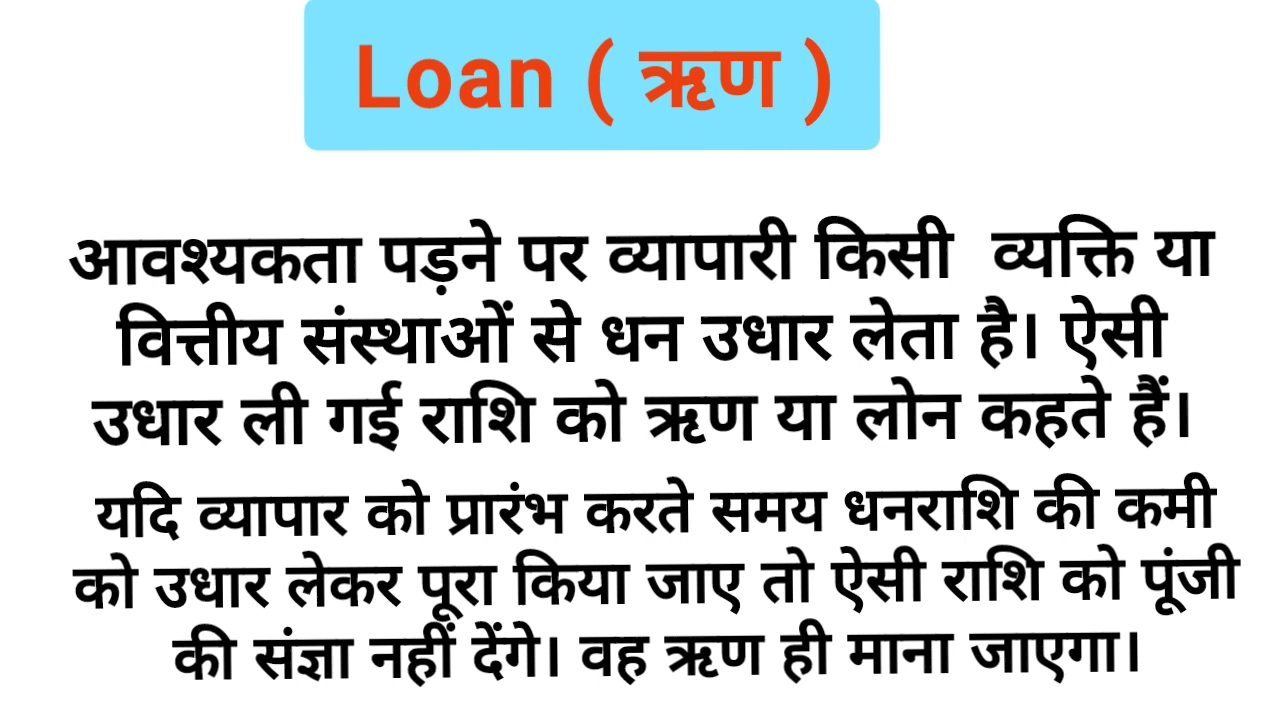 Loan ( ऋण )
आवश्यकता पड़ने पर व्यापारी किसी व्यक्ति या
वित्तीय संस्थाओं से धन उधार लेता है। ऐसी
उधार ली गई राशि को ऋण या लोन कहते हैं।
यदि व्यापार को प्रारंभ करते समय धनराशि की कमी
को उधार लेकर पूरा किया जाए तो ऐसी राशि को पूंजी
की संज्ञा नहीं देंगे। वह ऋण ही माना जाएगा।